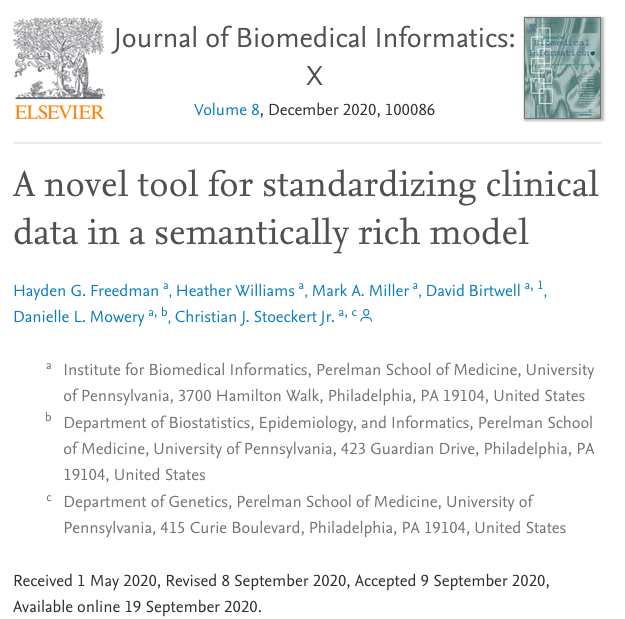 Journal of Biomedical Informatics:
X
Volume 8, December 2020, 100086
ELSEVIER
Biomedical
Informatics:
A novel tool for standardizing clinical
data in a semantically rich model
Hayden G. Freedman a, Heather Williams a, Mark A. Miller a, David Birtwell a, 1,
Danielle L. Mowery a, b, Christian J. Stoeckert Jr. a, c
a Institute for Biomedical Informatics, Perelman School of Medicine, University
of Pennsylvania, 3700 Hamilton Walk, Philadelphia, PA 19104, United States
b Department of Biostatistics, Epidemiology, and Informatics, Perelman School
of Medicine, University of Pennsylvania, 423 Guardian Drive, Philadelphia, PA
19104, United States
c Department of Genetics, Perelman School of Medicine, University of
Pennsylvania, 415 Curie Boulevard, Philadelphia, PA 19104, United States
Received 1 May 2020, Revised 8 September 2020, Accepted 9 September 2020,
Available online 19 September 2020.